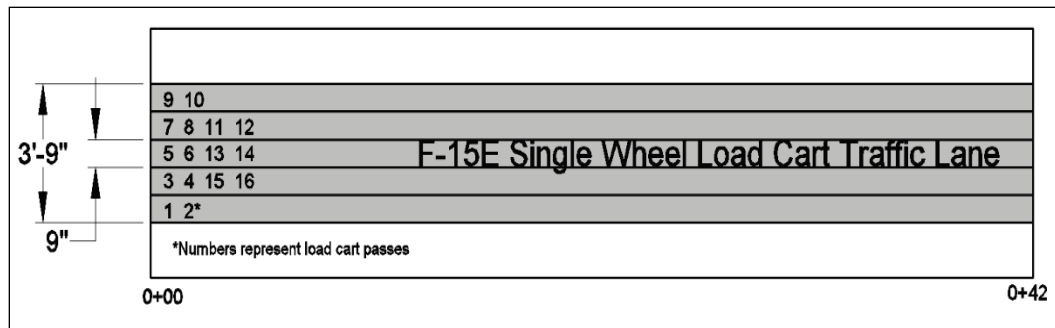 9 10
7 8 11 12
3'-9"
5 6 13 14
F-15E Single Wheel Load Cart Traffic Lane
3 4 15 16
1 2*
9"
*Numbers represent load cart passes
0+00
0+42